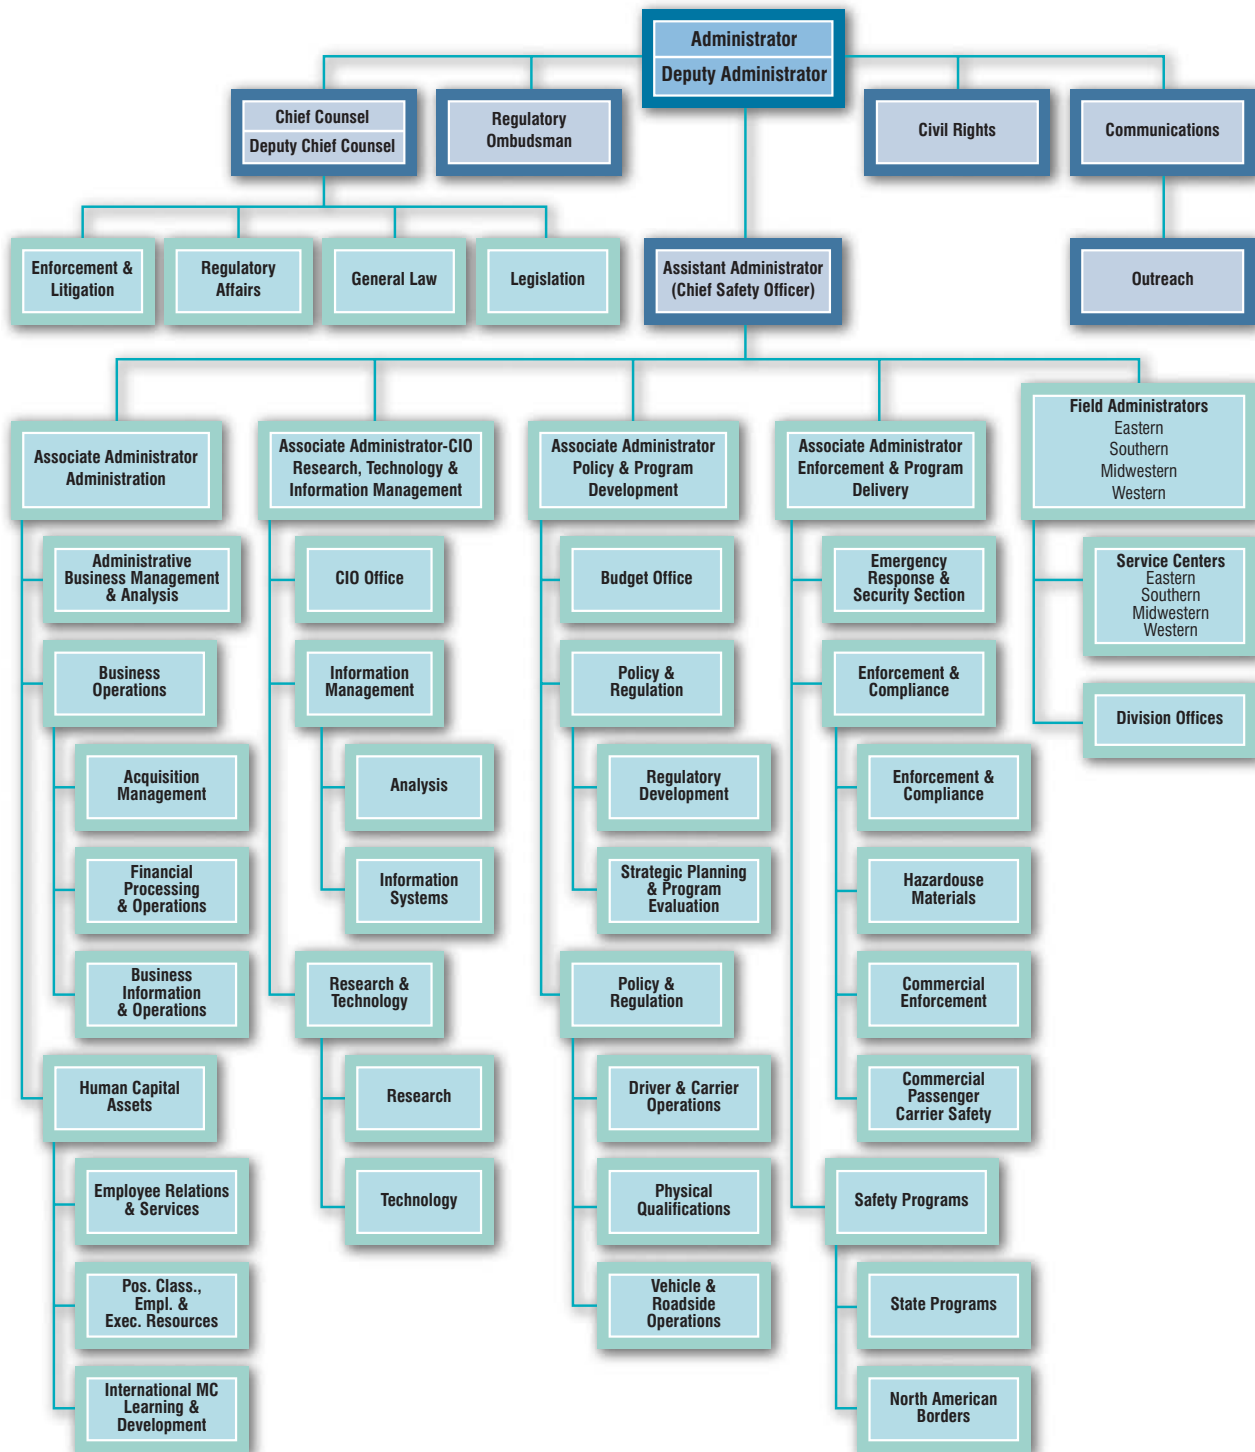 Administrator
Deputy Administrator
Chief Counsel
Deputy Chief Counsel
Regulatory
Ombudsman
Civil Rights
Communications
Enforcement &
Litigation
Regulatory
Affairs
General Law
Legislation
Assistant Administrator
(Chief Safety Officer)
Outreach
Associate Administrator
Administration
Administrative
Business Management
& Analysis
Business
Operations
Acquisition
Management
Financial
Processing
& Operations
Business
Information
& Operations
Human Capital
Assets
Employee Relations
& Services
Pos. Class.,
Empl. &
Exec. Resources
International MC
Learning &
Development
Associate Administrator-CIO
Research, Technology &
Information Management
CIO Office
Information
Management
Analysis
Information
Systems
Research &
Technology
Research
Technology
Associate Administrator
Policy & Program
Development
Budget Office
Policy &
Regulation
Regulatory
Development
Strategic Planning
& Program
Evaluation
Policy &
Regulation
Driver & Carrier
Operations
Physical
Qualifications
Vehicle &
Roadside
Operations
Associate Administrator
Enforcement & Program
Delivery
Emergency
Response &
Security Section
Enforcement &
Compliance
Enforcement &
Compliance
Hazardouse
Materials
Commercial
Enforcement
Commercial
Passenger
Carrier Safety
Safety Programs
State Programs
North American
Borders
Field Administrators
Eastern
Southern
Midwestern
Western
Service Centers
Eastern
Southern
Midwestern
Western
Division Offices